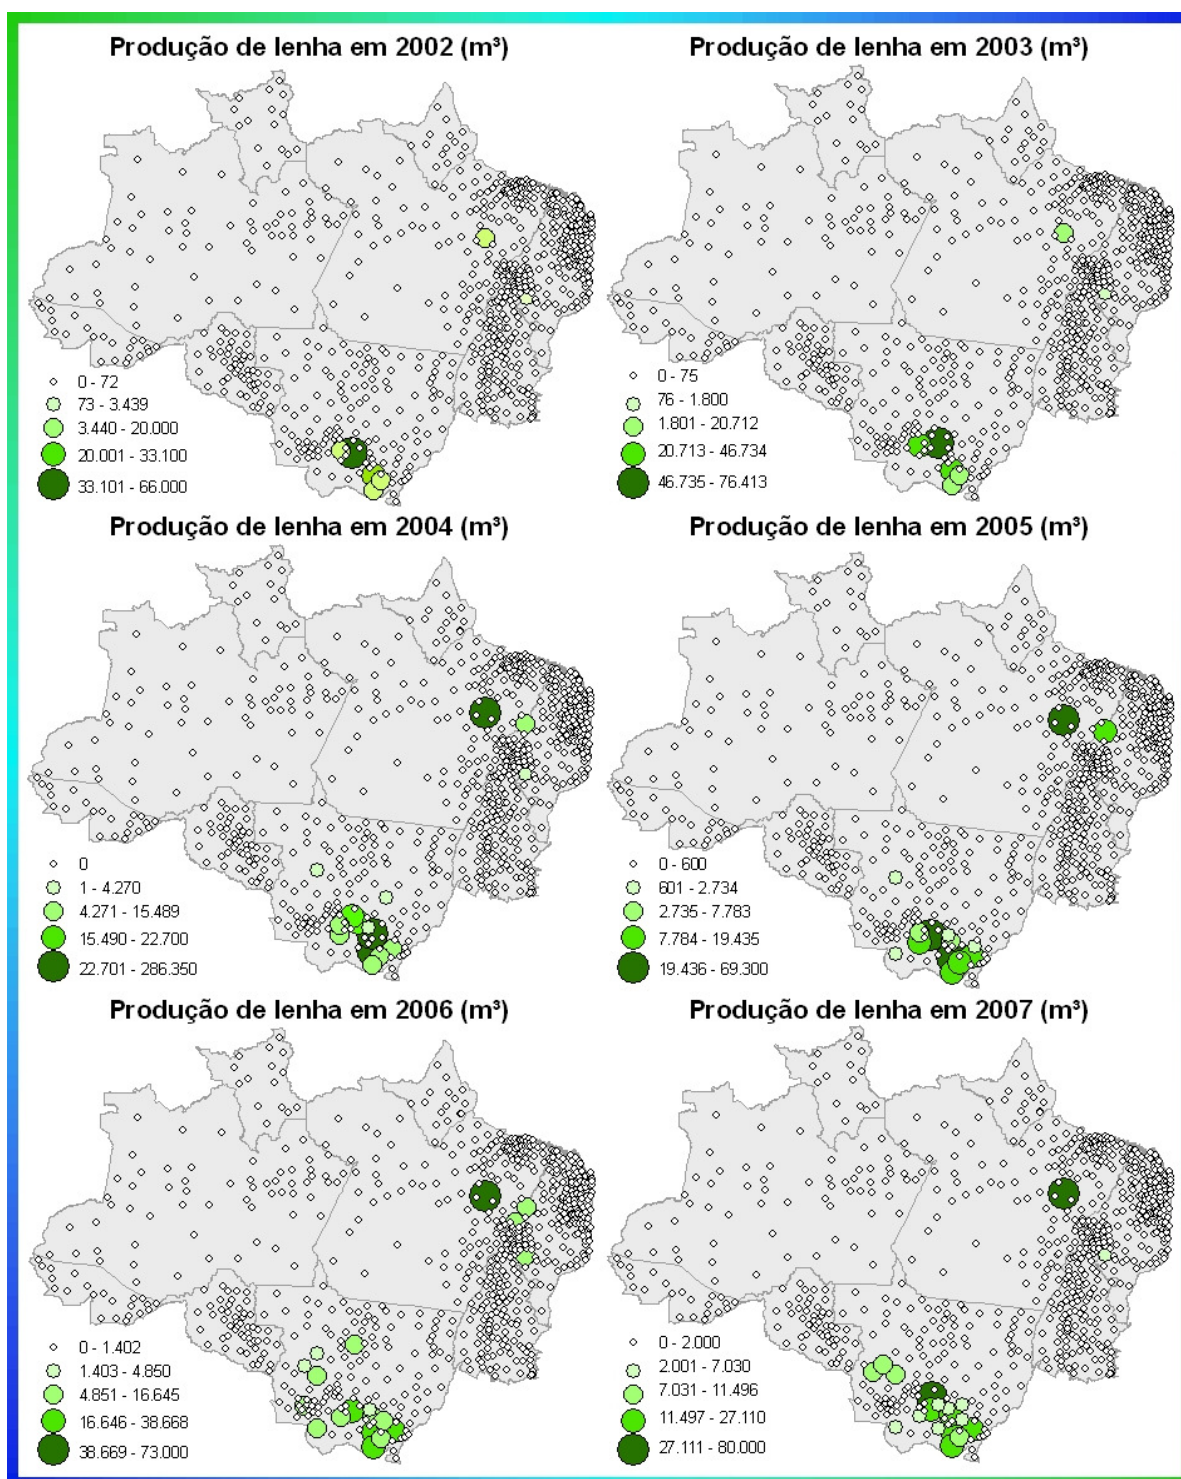 Produção de lenha em 2002 (m³)
0 - 72
73 - 3.439
3.440 - 20.000
20.001 - 33.100
33.101 - 66.000
Produção de lenha em 2003 (m³)
0 - 75
76 - 1.800
1.801 - 20.712
20.713 - 46.734
46.735 - 76.413
Produção de lenha em 2004 (m³)
0
1 - 4.270
4.271 - 15.489
15.490 - 22.700
22.701 - 286.350
Produção de lenha em 2005 (m³)
0 - 600
601 - 2.734
2.735 - 7.783
7.784 - 19.435
19.436 - 69.300
Produção de lenha em 2006 (m³)
0 - 1.402
1.403 - 4.850
4.851 - 16.645
16.646 - 38.668
38.669 - 73.000
Produção de lenha em 2007 (m³)
0 - 2.000
2.001 - 7.030
7.031 - 11.496
11.497 - 27.110
27.111 - 80.000